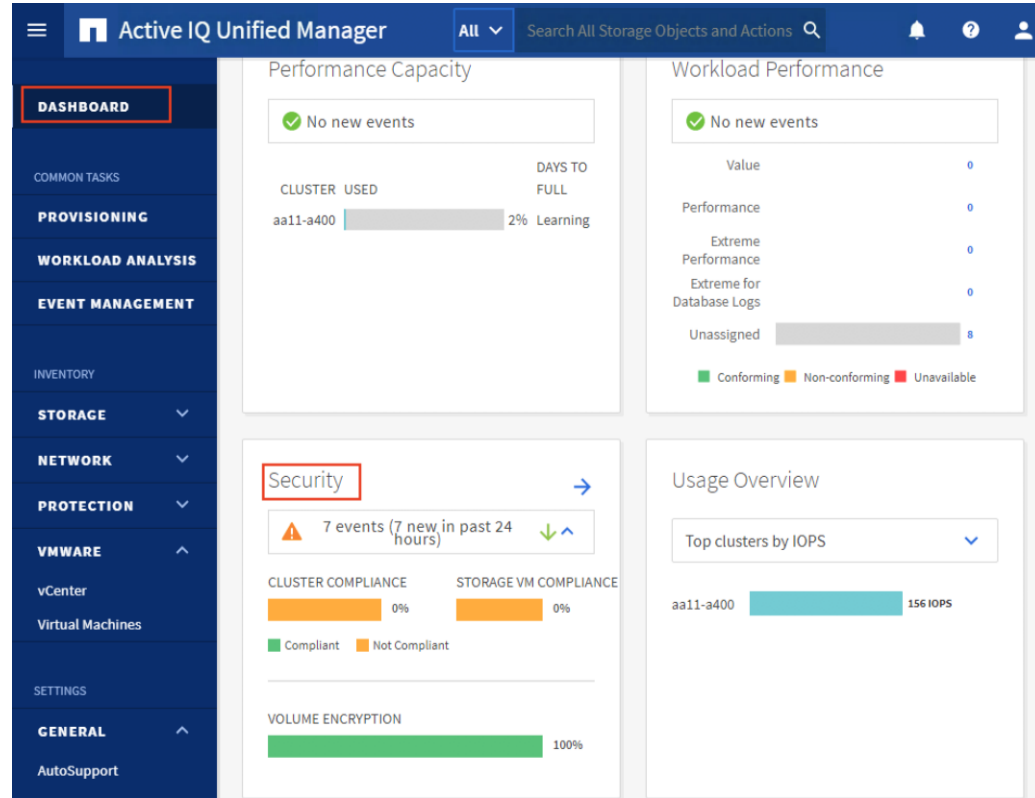 Active IQ Unified Manager
All
Search All Storage Objects and Actions
DASHBOARD
COMMON TASKS
PROVISIONING
WORKLOAD ANALYSIS
EVENT MANAGEMENT
INVENTORY
STORAGE
NETWORK
PROTECTION
VMWARE
vCenter
Virtual Machines
SETTINGS
GENERAL
AutoSupport
Performance Capacity
No new events
DAYS TO
CLUSTER USED FULL
aa11-a400 2% Learning
Workload Performance
No new events
Value 0
Performance 0
Extreme
Performance 0
Extreme for
Database Logs 0
Unassigned 8
Conforming Non-conforming Unavailable
Security
7 events (7 new in past 24
hours)
CLUSTER COMPLIANCE STORAGE VM COMPLIANCE
0% 0%
Compliant Not Compliant
VOLUME ENCRYPTION
100%
Usage Overview
Top clusters by IOPS
aa11-a400 156 IOPS